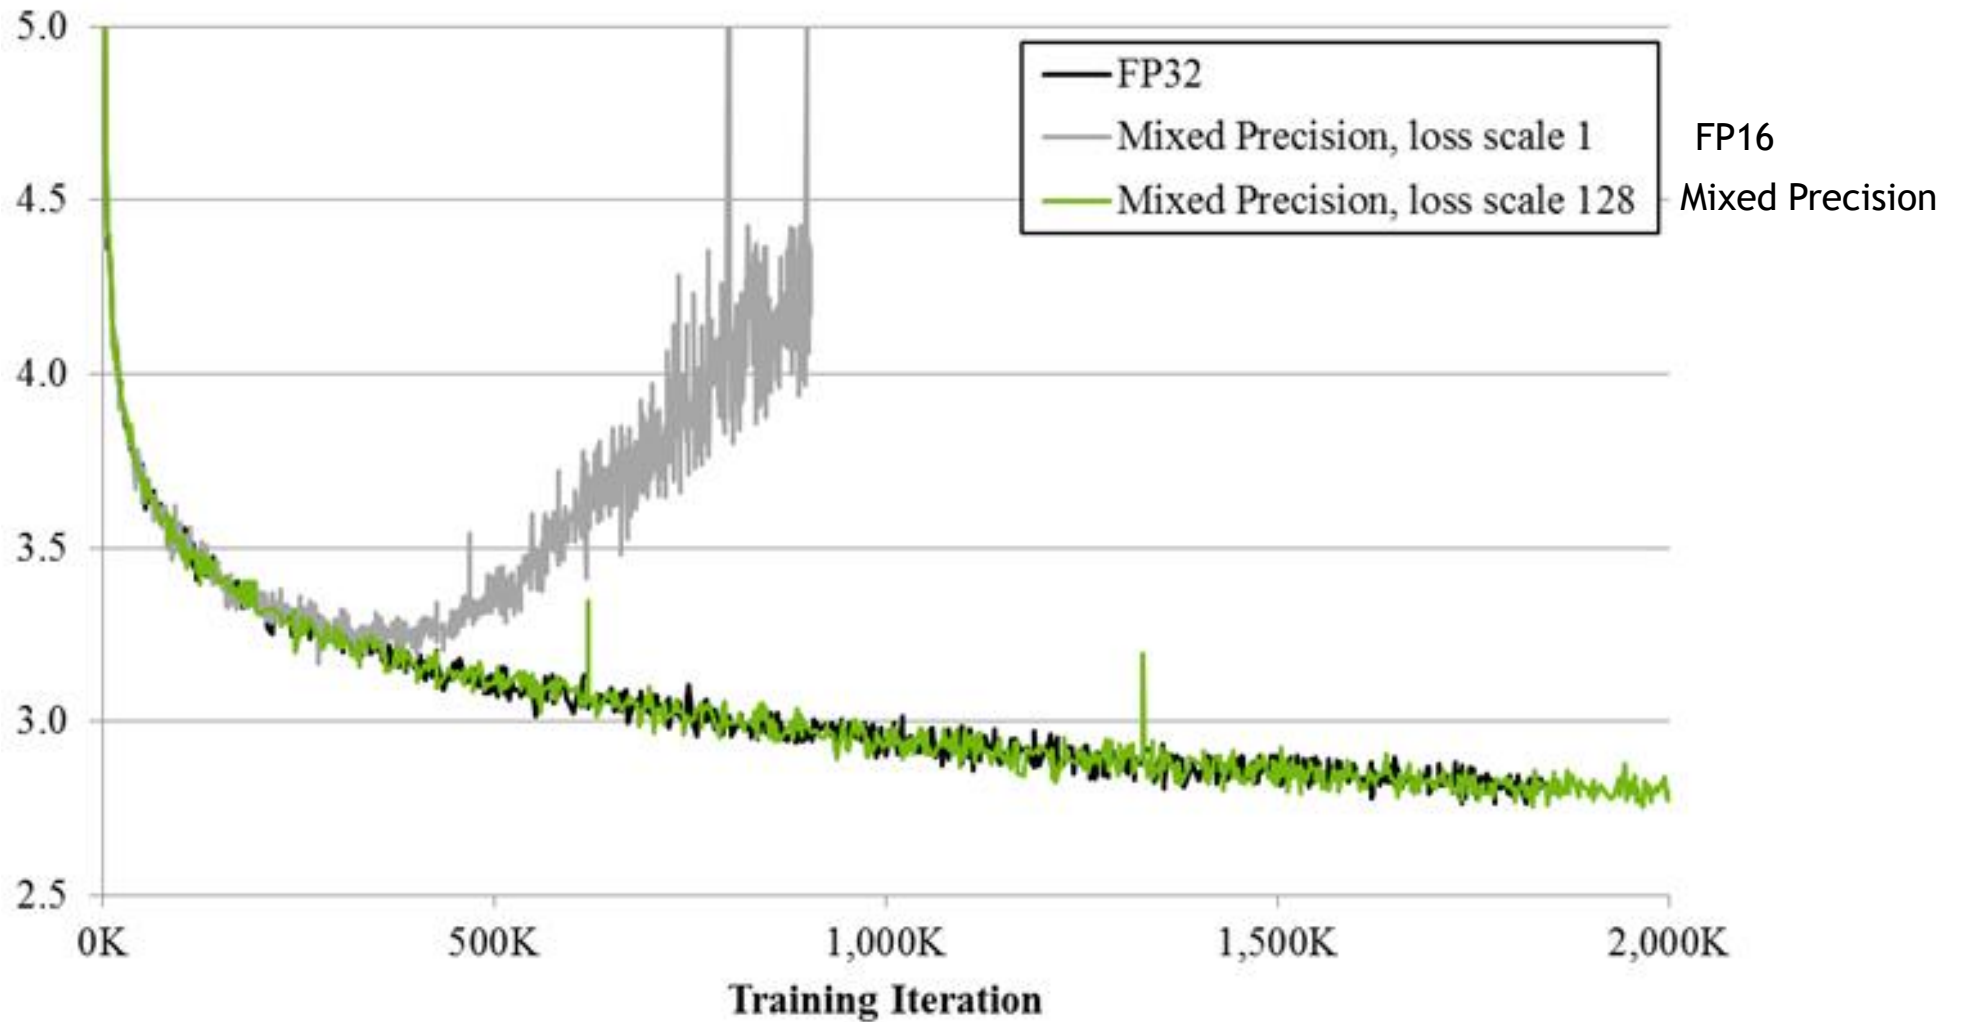 5.0
FP32
Mixed Precision, loss scale 1
FP16
4.5
Mixed Precision, loss scale 128
Mixed Precision
4.0
3.5
3.0
2.5
0K
500K
1,000K
1,500K
2,000K
Training Iteration